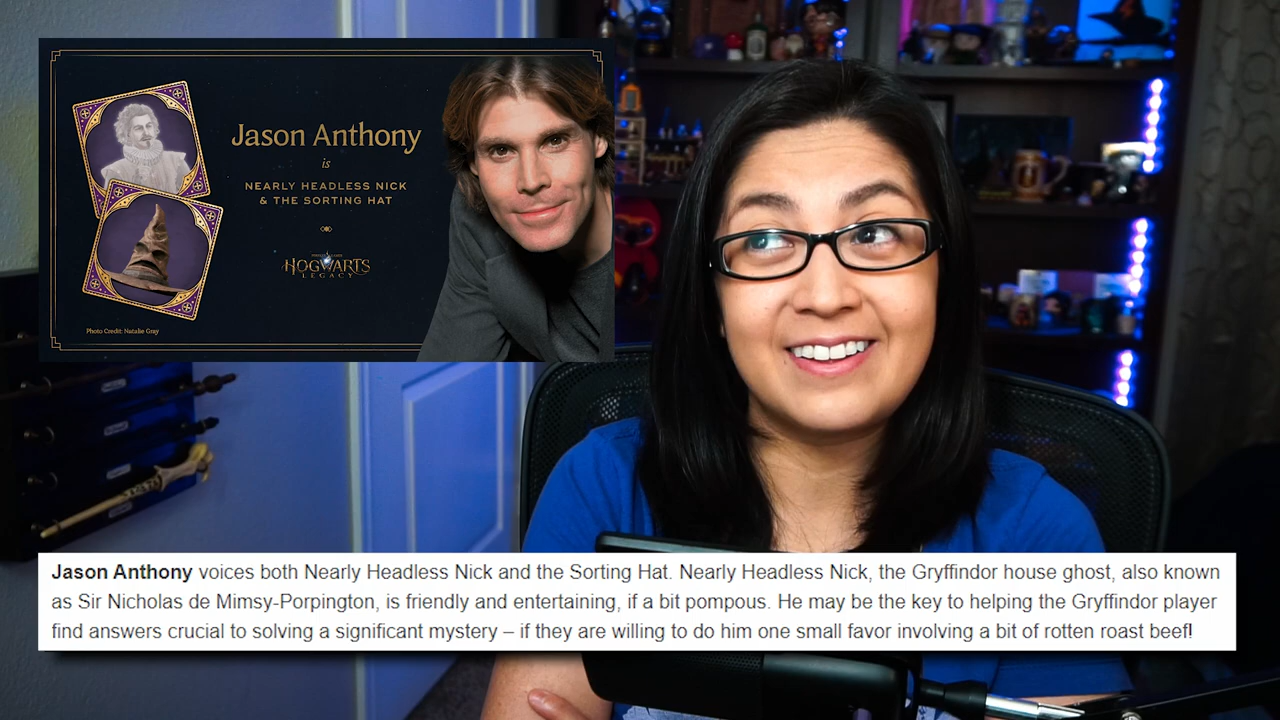 Jason Anthony
is
NEARLY HEADLESS NICK
& THE SORTING HAT
HOGWARTS
LEGACY
Photo Credit: Natalie Gray
Jason Anthony voices both Nearly Headless Nick and the Sorting Hat. Nearly Headless Nick, the Gryffindor house ghost, also known
as Sir Nicholas de Mimsy-Porpington, is friendly and entertaining, if a bit pompous. He may be the key to helping the Gryffindor player
find answers crucial to solving a significant mystery – if they are willing to do him one small favor involving a bit of rotten roast beef!